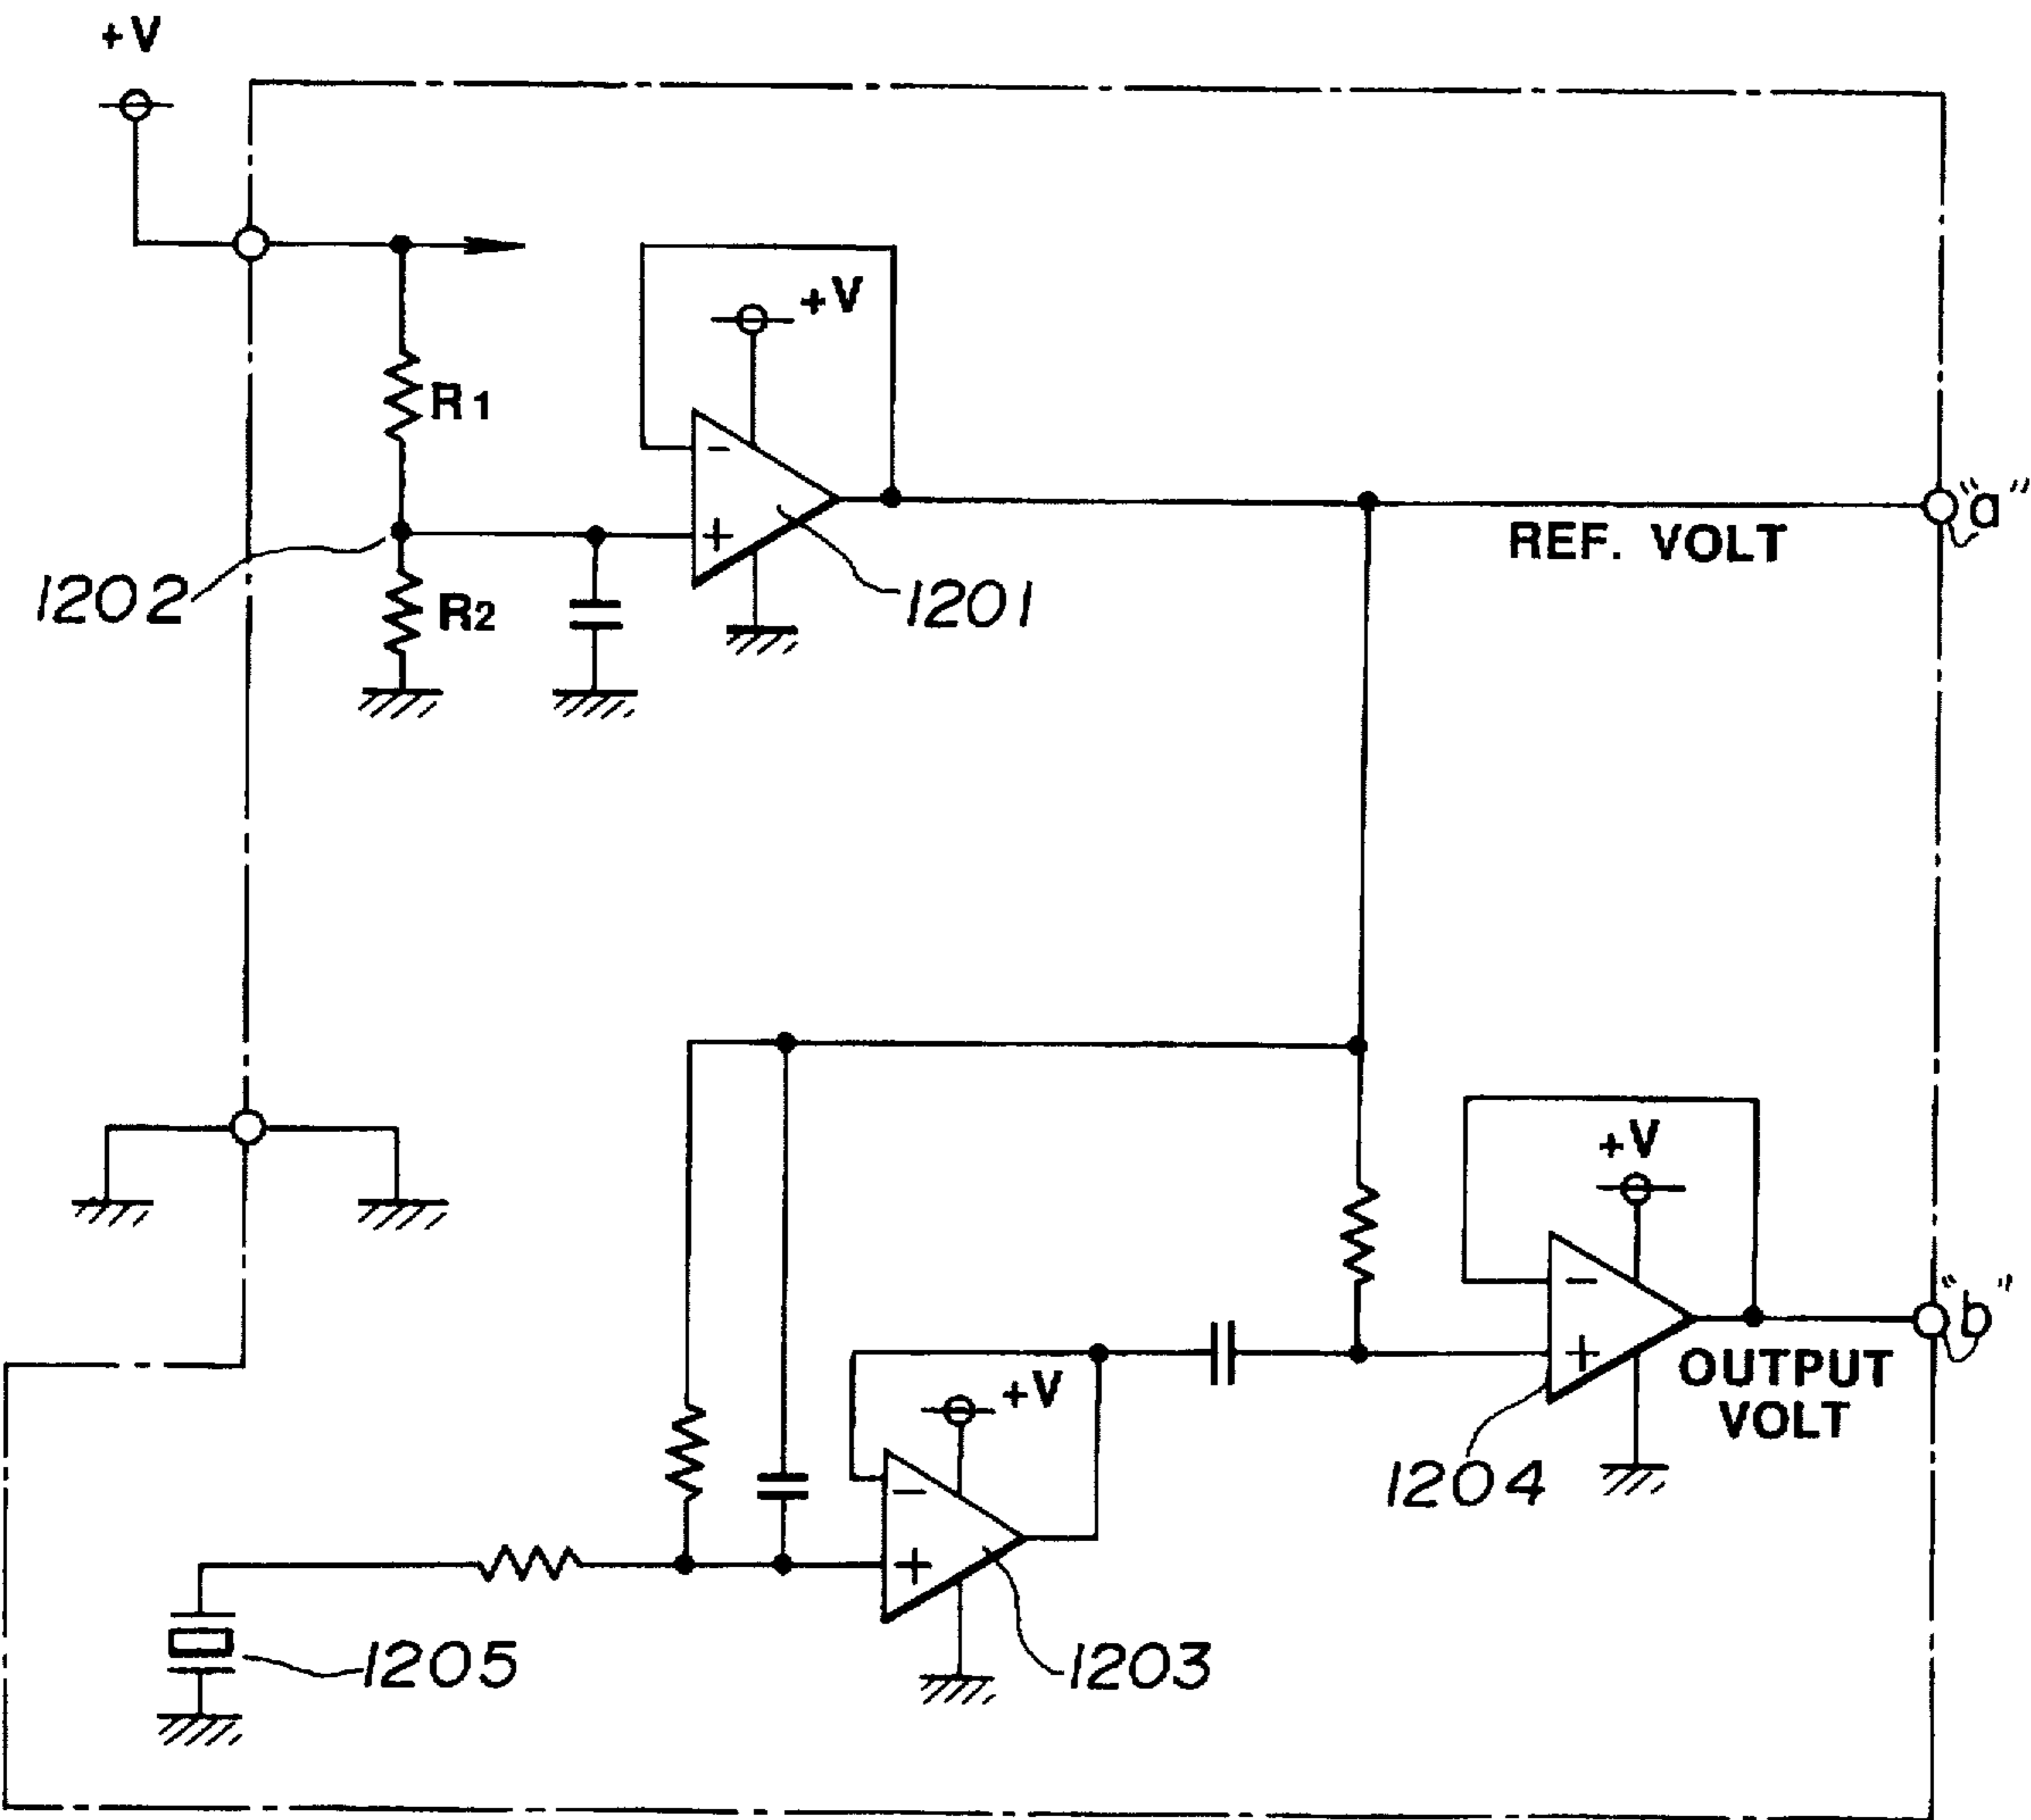 +V
+V
R1
-
+
"a"
REF. VOLT
1202
R2
1201
+V
-
"b"
+
OUTPUT
VOLT
+V
1204
-
+
1205
1203